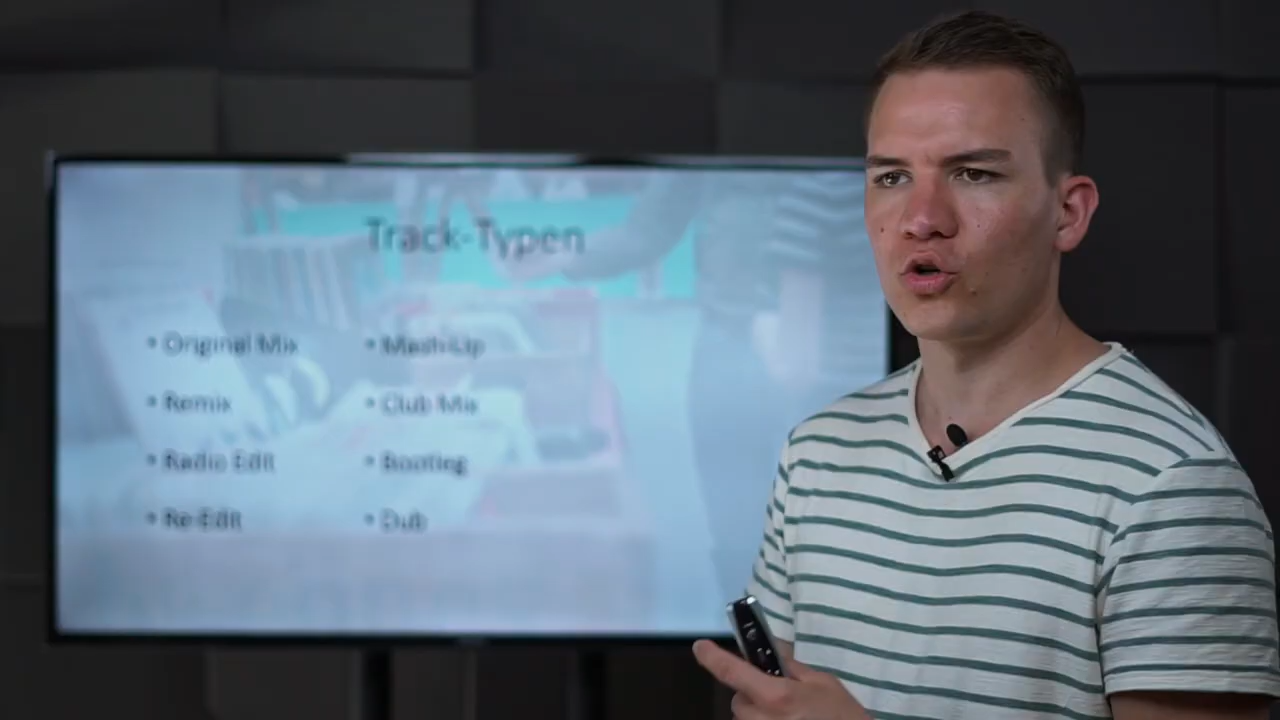 Track-Typen
• Original Mix
• Remix
• Radio Edit
• Re-Edit
• Mash-Up
• Club Mix
• Bootleg
• Dub